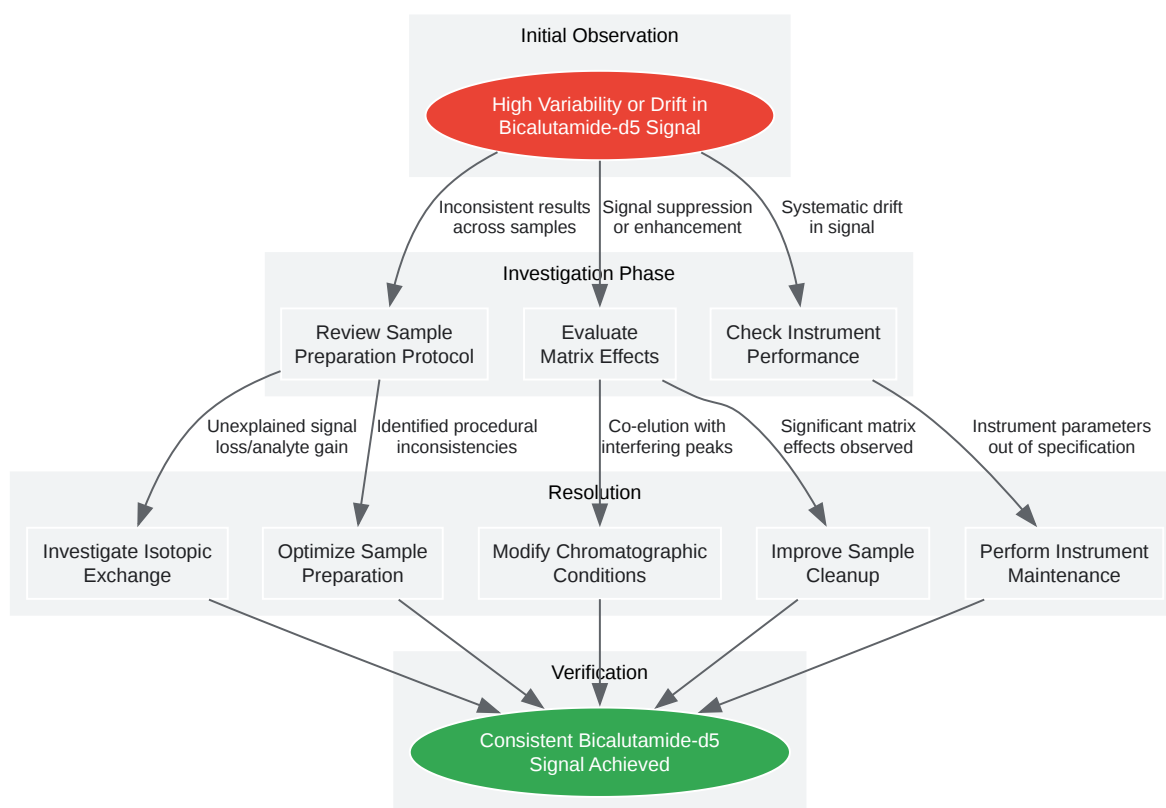 Initial Observation
High Variability or Drift in
Bicalutamide-d5 Signal
Inconsistent results
across samples
Signal suppression
or enhancement
Systematic drift
in signal
Investigation Phase
Review Sample
Preparation Protocol
Evaluate
Matrix Effects
Check Instrument
Performance
Unexplained signal
loss/analyte gain
Identified procedural
inconsistencies
Co-elution with
interfering peaks
Significant matrix
effects observed
Instrument parameters
out of specification
Resolution
Investigate Isotopic
Exchange
Optimize Sample
Preparation
Modify Chromatographic
Conditions
Improve Sample
Cleanup
Perform Instrument
Maintenance
Verification
Consistent Bicalutamide-d5
Signal Achieved